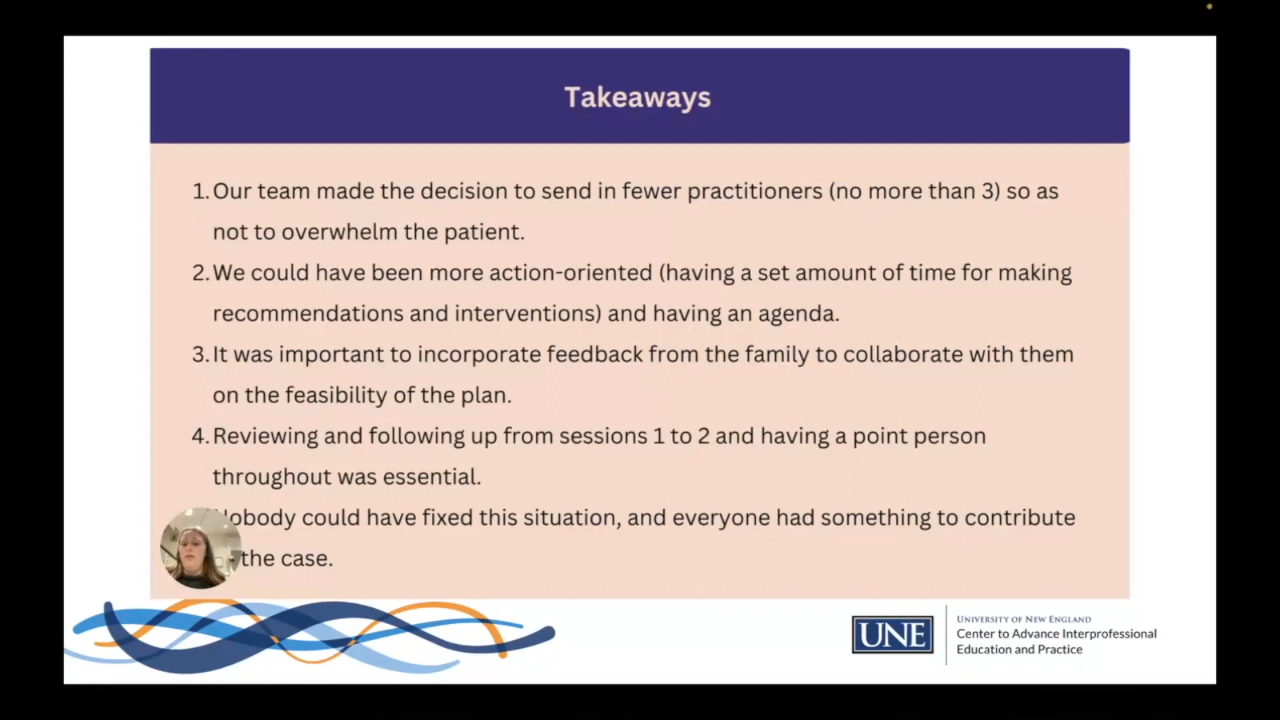 Takeaways
1. Our team made the decision to send in fewer practitioners (no more than 3) so as
not to overwhelm the patient.
2. We could have been more action-oriented (having a set amount of time for making
recommendations and interventions) and having an agenda.
3. It was important to incorporate feedback from the family to collaborate with them
on the feasibility of the plan.
4. Reviewing and following up from sessions 1 to 2 and having a point person
throughout was essential.
Nobody could have fixed this situation, and everyone had something to contribute
the case.
UNE
UNIVERSITY OF NEW ENGLAND
Center to Advance Interprofessional
Education and Practice